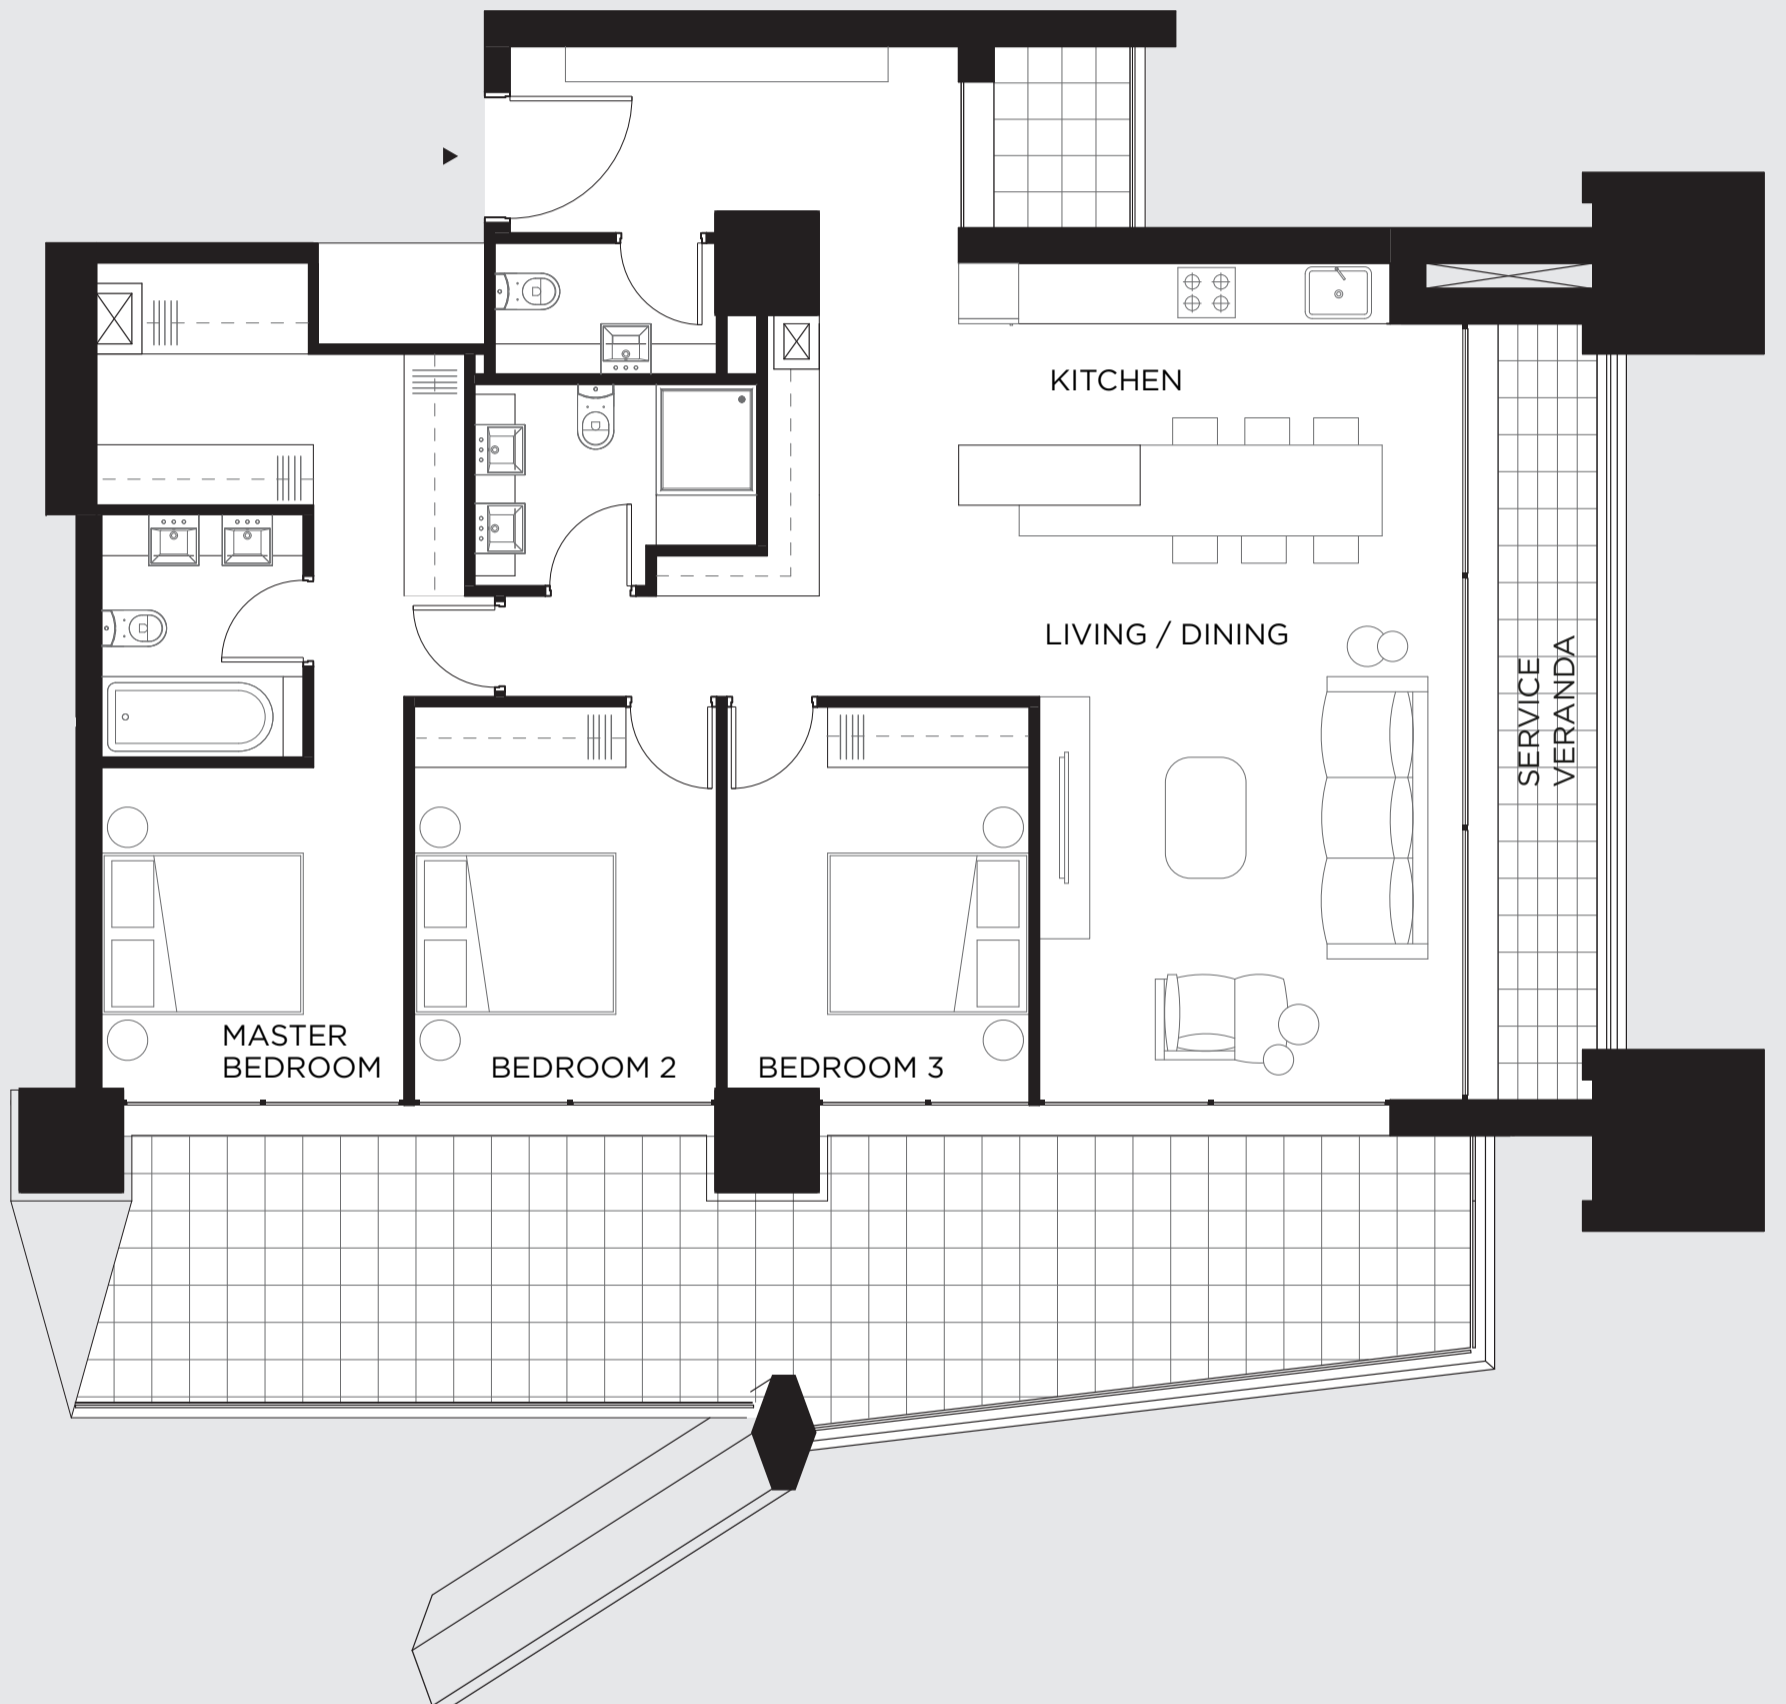 KITCHEN
LIVING / DINING
SERVICE
VERANDA
MASTER
BEDROOM
BEDROOM 2
BEDROOM 3